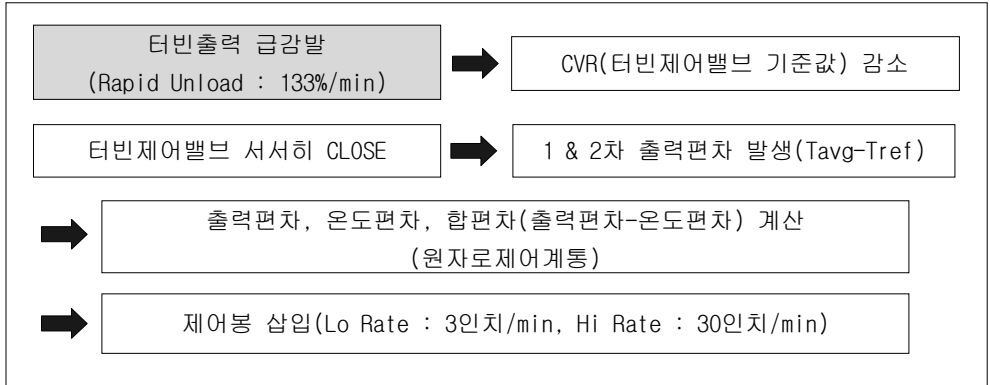 터빈출력 급감발
(Rapid Unload : 133%/min)
CVR(터빈제어밸브 기준값) 감소
터빈제어밸브 서서히 CLOSE
1 & 2차 출력편차 발생(Tavg-Tref)
출력편차, 온도편차, 합편차(출력편차-온도편차) 계산
(원자로제어계통)
제어봉 삽입(Lo Rate : 3인치/min, Hi Rate : 30인치/min)